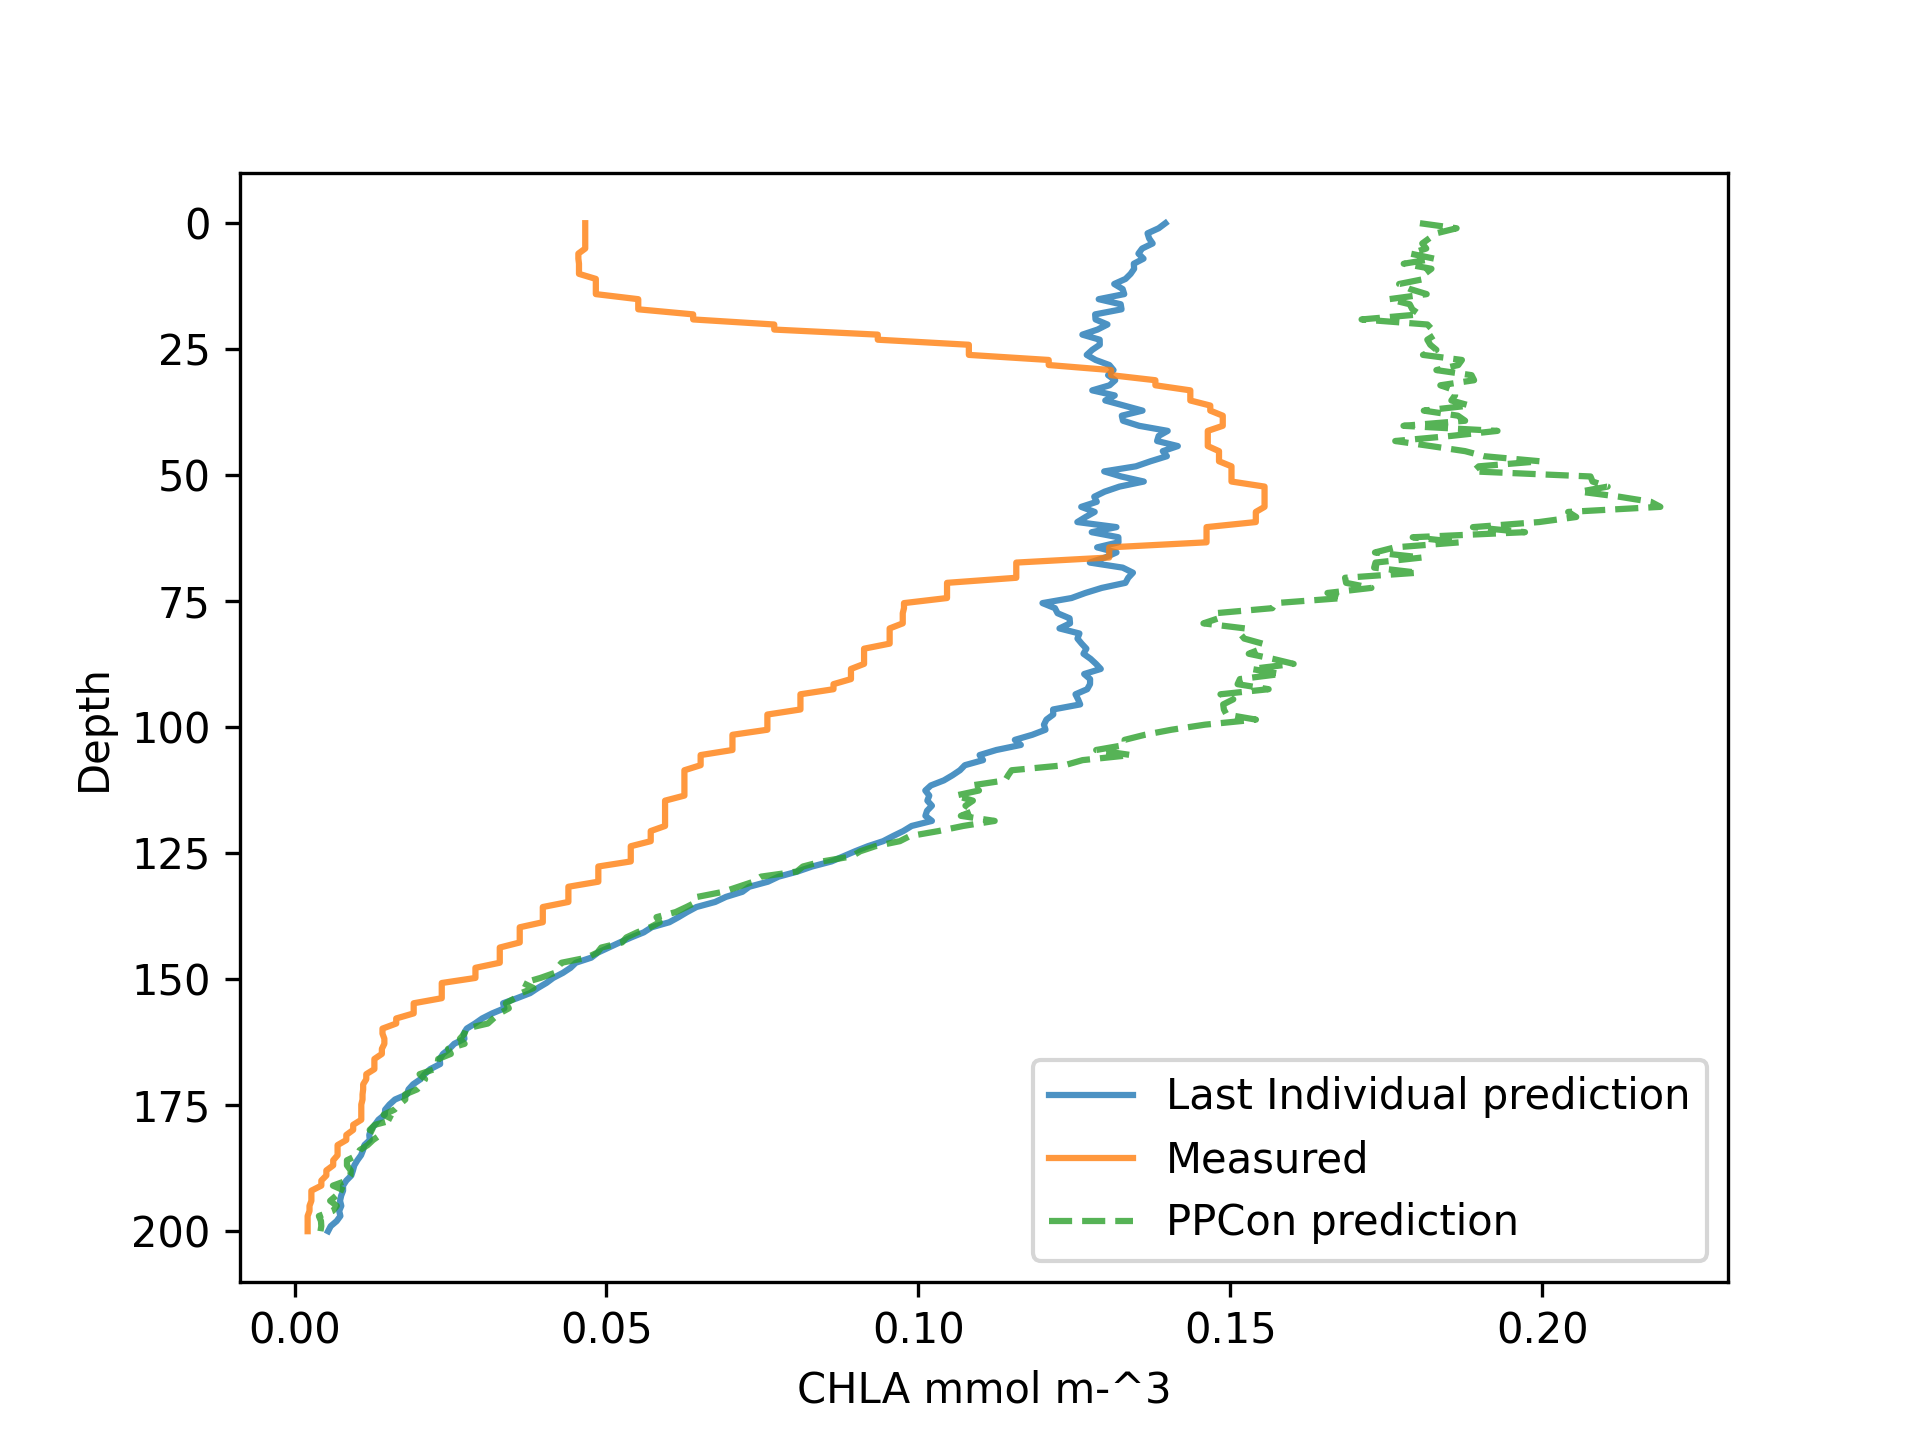 0
25
50
75
100
125
150
175
200
Depth
Last Individual prediction
Measured
PPCon prediction
0.00 0.05 0.10 0.15 0.20
CHLA mmol m-^3